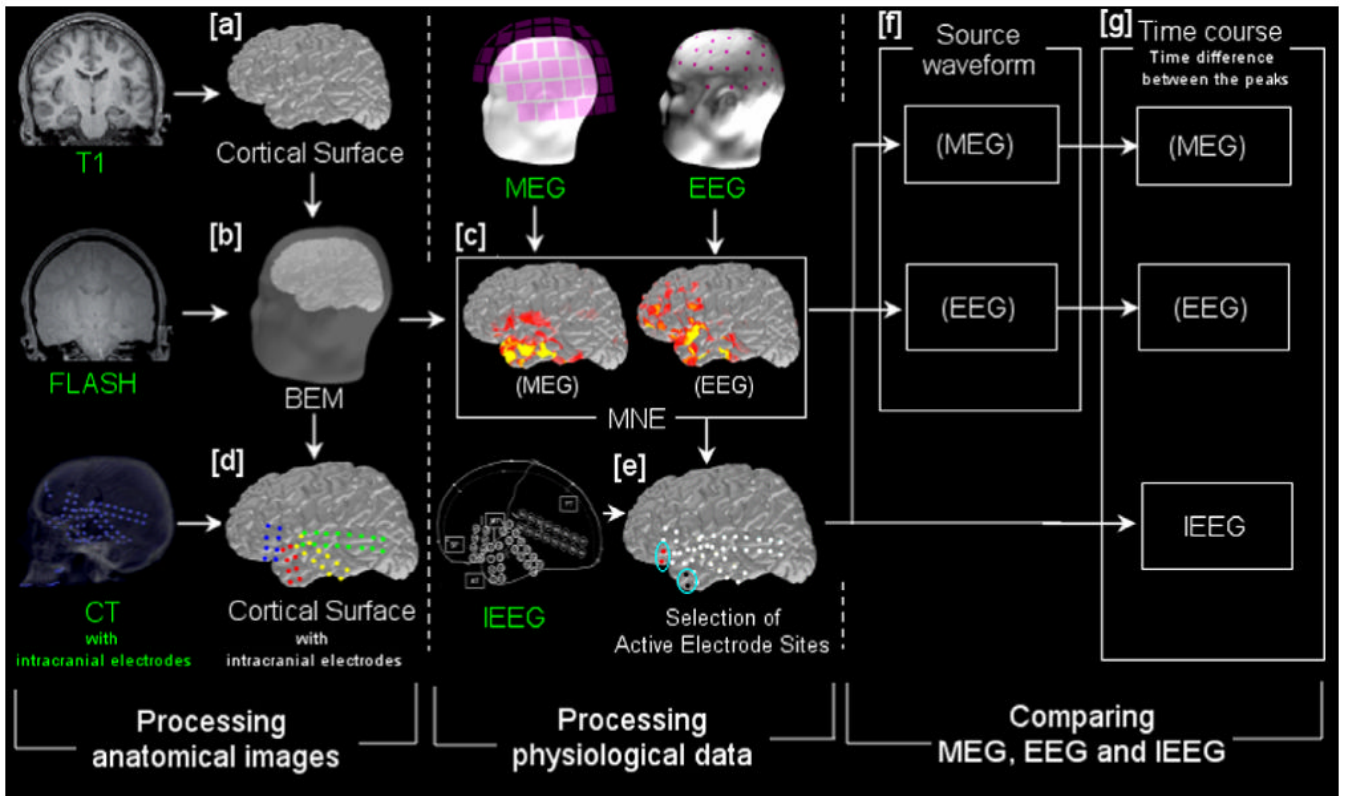 [a]
T1
Cortical Surface
[b]
FLASH
BEM
[d]
CT
with
intracranial electrodes
Cortical Surface
with
intracranial electrodes
Processing
anatomical images
MEG
EEG
[c]
(MEG)
(EEG)
MNE
[e]
IEEG
Selection of
Active Electrode Sites
Processing
physiological data
[f]
Source
waveform
(MEG)
(EEG)
[g]
Time course
Time difference
between the peaks
(MEG)
(EEG)
IEEG
Comparing
MEG, EEG and IEEG